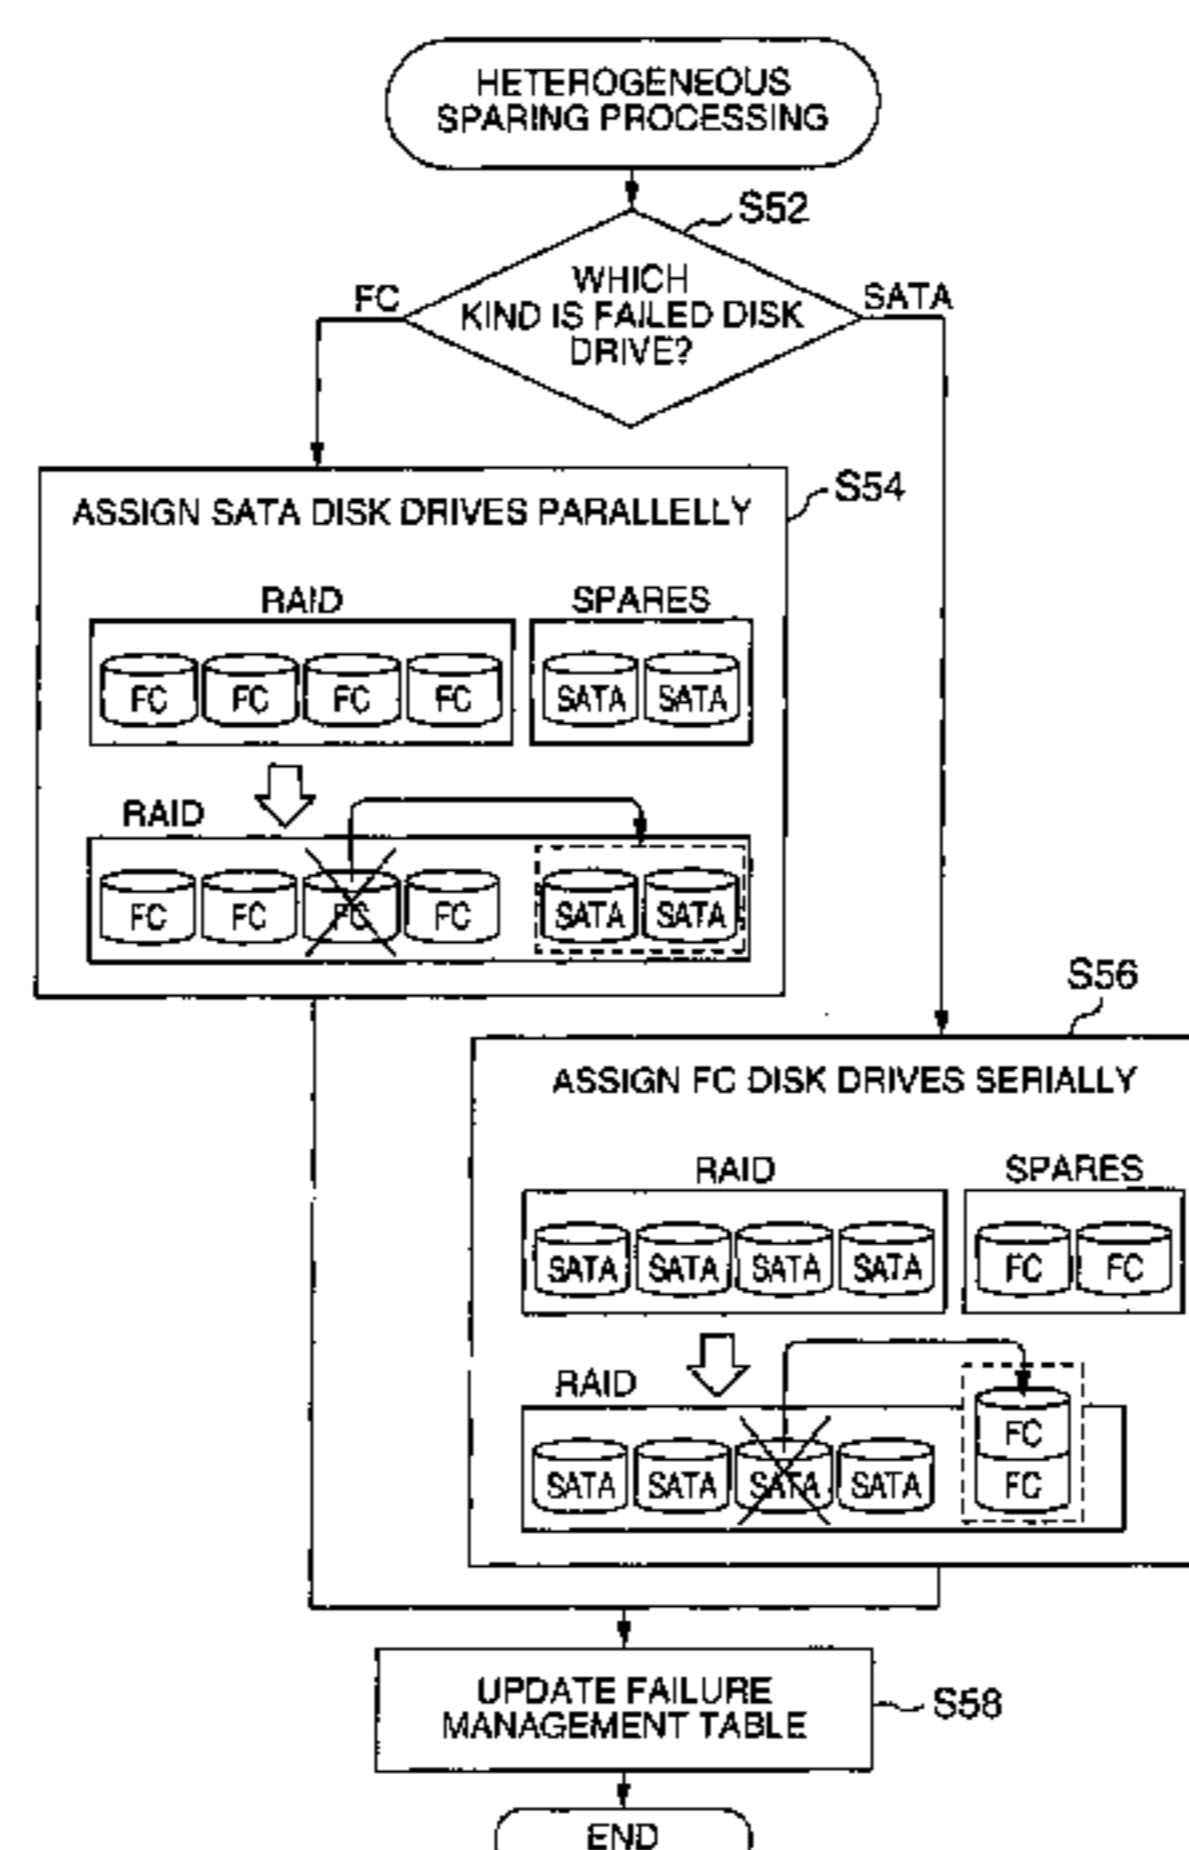 HETEROGENEOUS
SPARING PROCESSING
S52
WHICH
KIND IS FAILED DISK
DRIVE?
FC
SATA
S54
ASSIGN SATA DISK DRIVES PARALLELLY
RAID
SPARES
FC FC FC FC
SATA SATA
RAID
FC FC FC FC
SATA SATA
S56
ASSIGN FC DISK DRIVES SERIALLY
RAID
SPARES
SATA SATA SATA SATA
FC FC
RAID
FC
SATA SATA SATA SATA
FC
UPDATE FAILURE
MANAGEMENT TABLE
S58
END